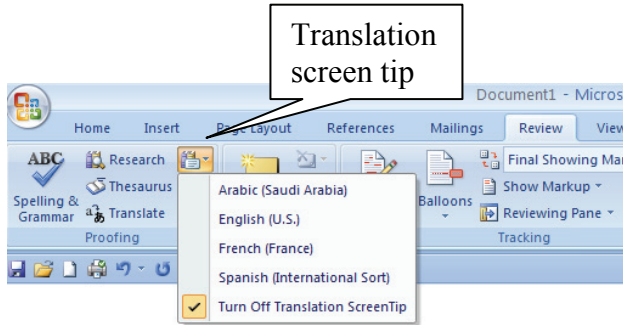 Translation
screen tip
Document1 - Micros
Home Insert Page Layout References Mailings Review View
ABC Research Final Showing Mar
Thesaurus Show Markup
Spelling & Grammar Translate Balloons Reviewing Pane
Proofing Tracking
Arabic (Saudi Arabia)
English (U.S.)
French (France)
Spanish (International Sort)
Turn Off Translation ScreenTip